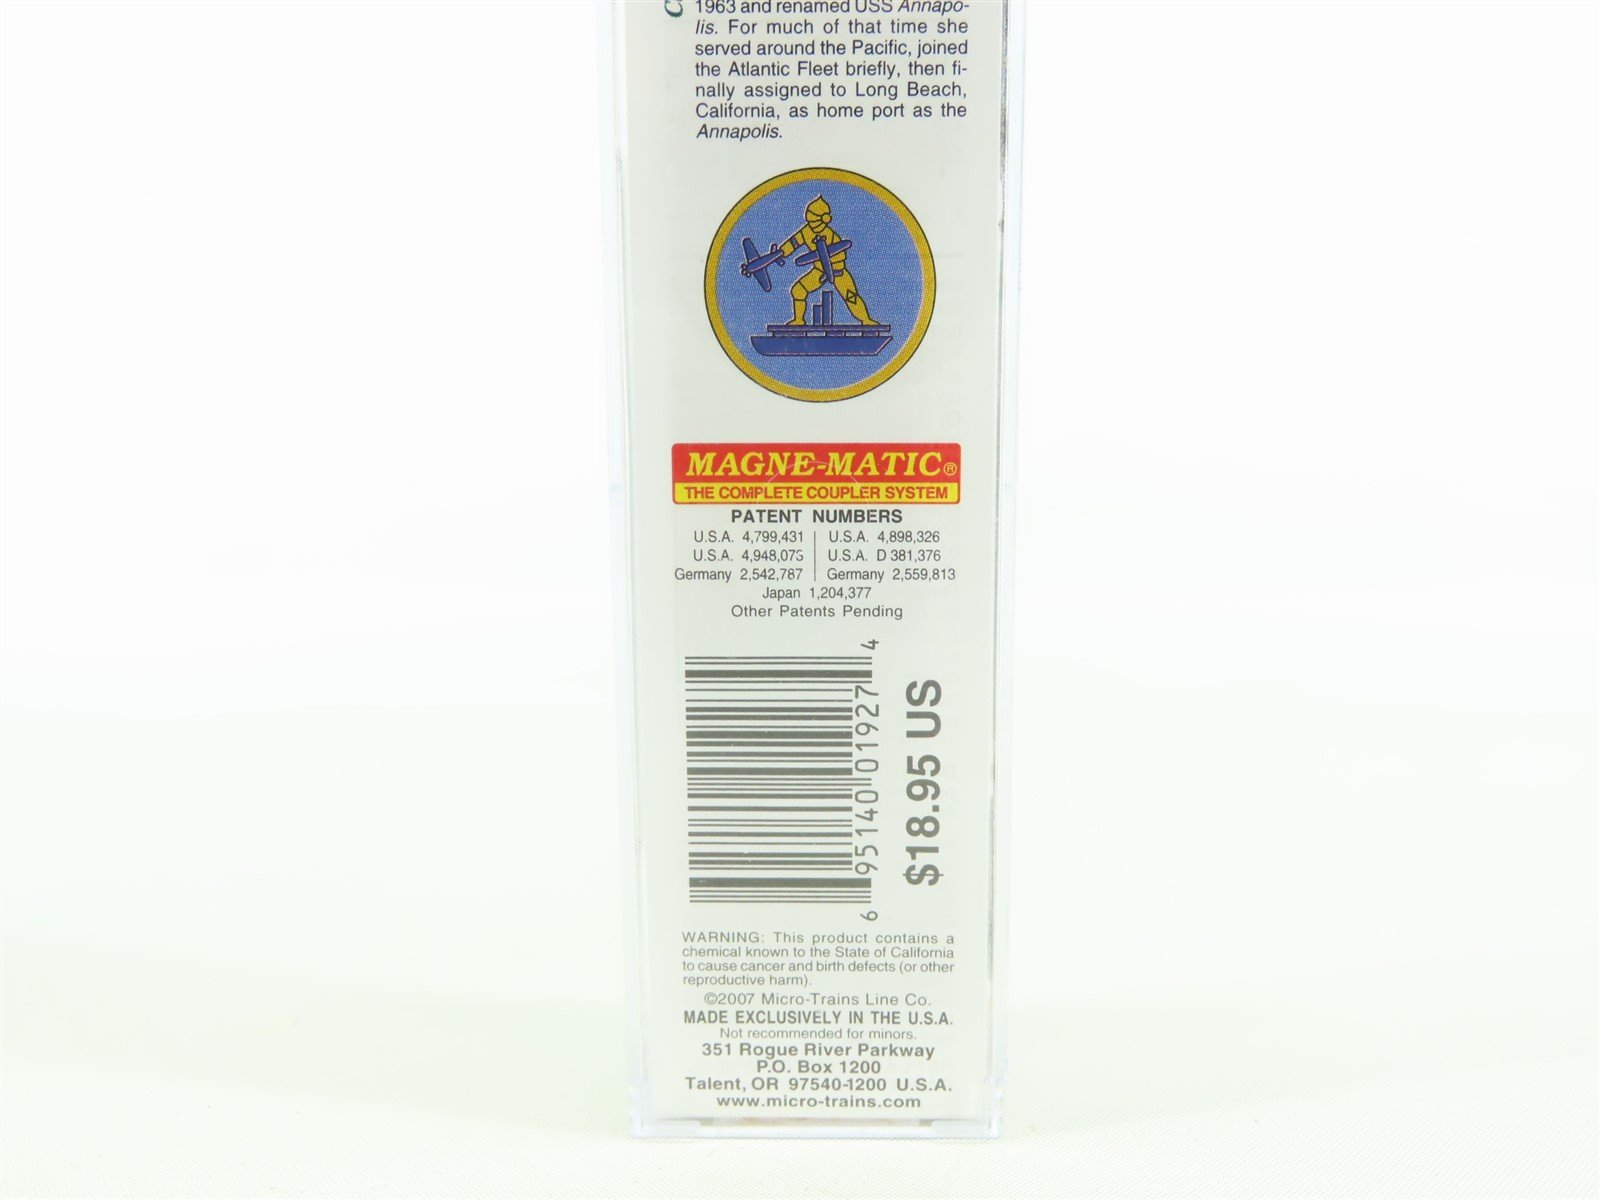 1963 and renamed USS Annapo-
lis. For much of that time she
served around the Pacific, joined
the Atlantic Fleet briefly, then fi-
nally assigned to Long Beach,
California, as home port as the
Annapolis.
MAGNE-MATIC®
THE COMPLETE COUPLER SYSTEM
PATENT NUMBERS
U.S.A. 4,799,431 | U.S.A. 4,898,326
U.S.A. 4,948,073 | U.S.A. D 381,376
Germany 2,542,787 | Germany 2,559,813
Japan 1,204,377
Other Patents Pending
6 95140 01927 4
$18.95 US
WARNING: This product contains a
chemical known to the State of California
to cause cancer and birth defects (or other
reproductive harm).
©2007 Micro-Trains Line Co.
MADE EXCLUSIVELY IN THE U.S.A.
Not recommended for minors.
351 Rogue River Parkway
P.O. Box 1200
Talent, OR 97540-1200 U.S.A.
www.micro-trains.com